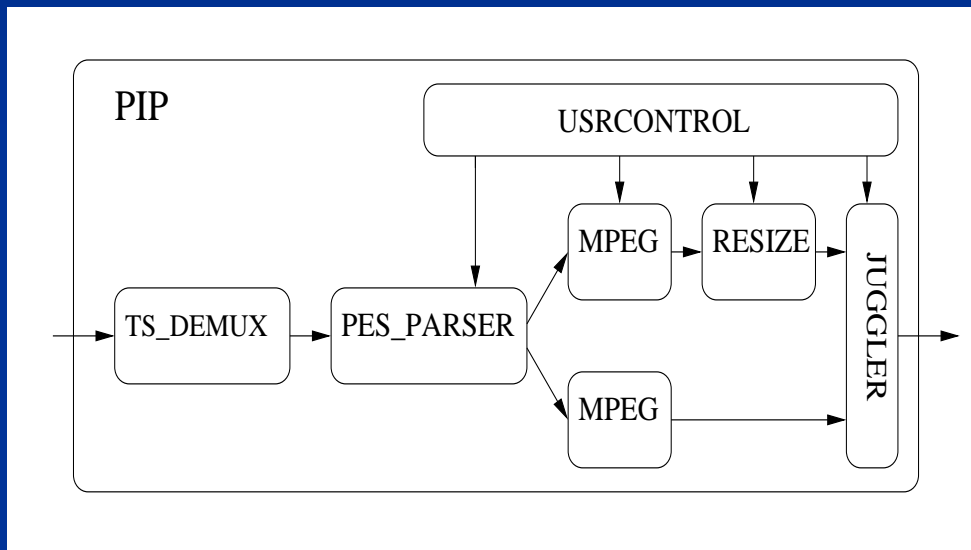 PIP
USRCONTROL
MPEG
RESIZE
JUGGLER
TS_DEMUX
PES_PARSER
MPEG